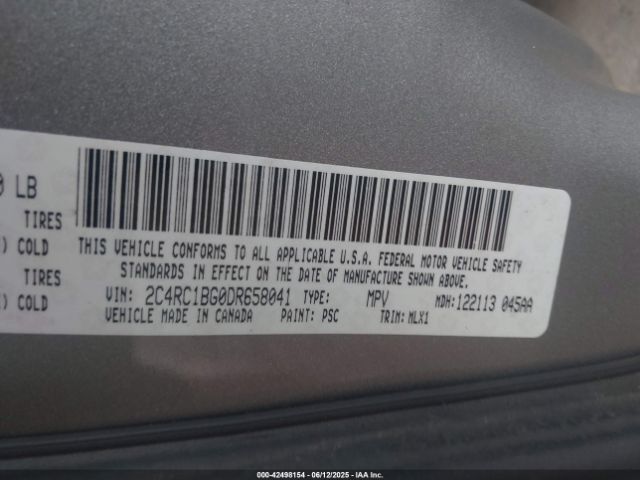 0 LB
TIRES
COLD
TIRES
COLD
THIS VEHICLE CONFORMS TO ALL APPLICABLE U.S.A. FEDERAL MOTOR VEHICLE SAFETY
STANDARDS IN EFFECT ON THE DATE OF MANUFACTURE SHOWN ABOVE.
VIN: 2C4RC1BG0DR658041 TYPE: MPV MDH:122113 045AA
VEHICLE MADE IN CANADA PAINT: PSC TRIM: MLX1
000-42498154 - 06/12/2025 - IAA Inc.